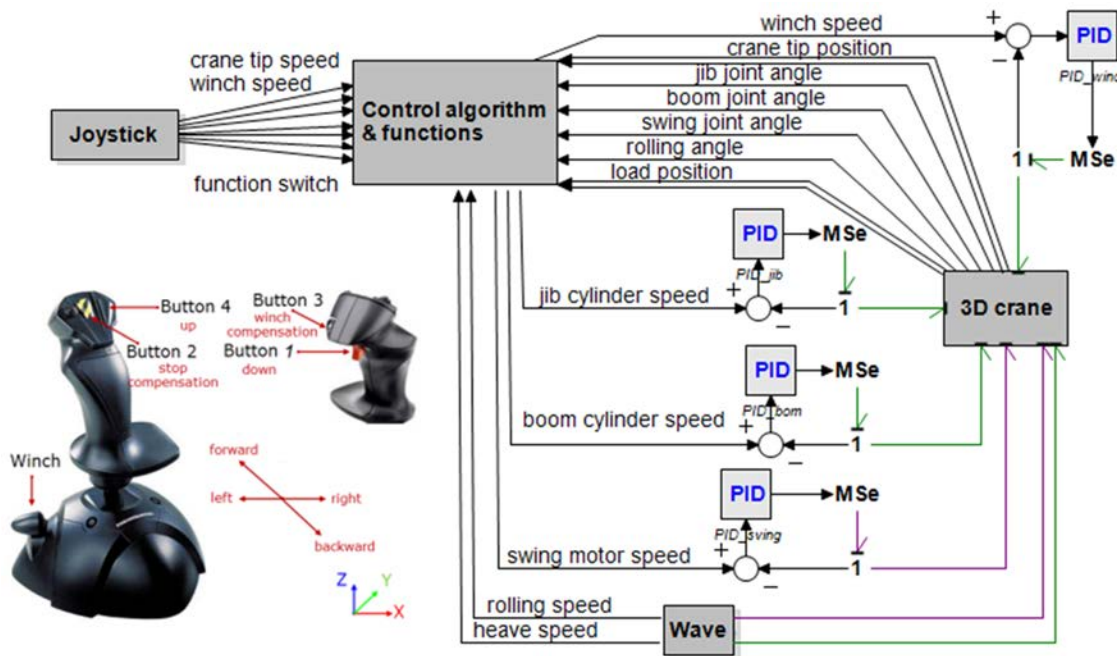 winch speed
crane tip position
jib joint angle
boom joint angle
swing joint angle
rolling angle
load position
+
−
PID
PID_winc
MSe
1
crane tip speed
winch speed
function switch
Joystick
Control algorithm
& functions
PID
PID_jib
MSe
+
−
1
jib cylinder speed
3D crane
PID
PID_bom
MSe
+
−
1
boom cylinder speed
PID
PID_sving
MSe
+
−
1
swing motor speed
rolling speed
heave speed
Wave
Button 4
up
Button 2
stop
compensation
Button 3
winch
compensation
Button 1
down
Winch
forward
left
right
backward
Z
Y
X